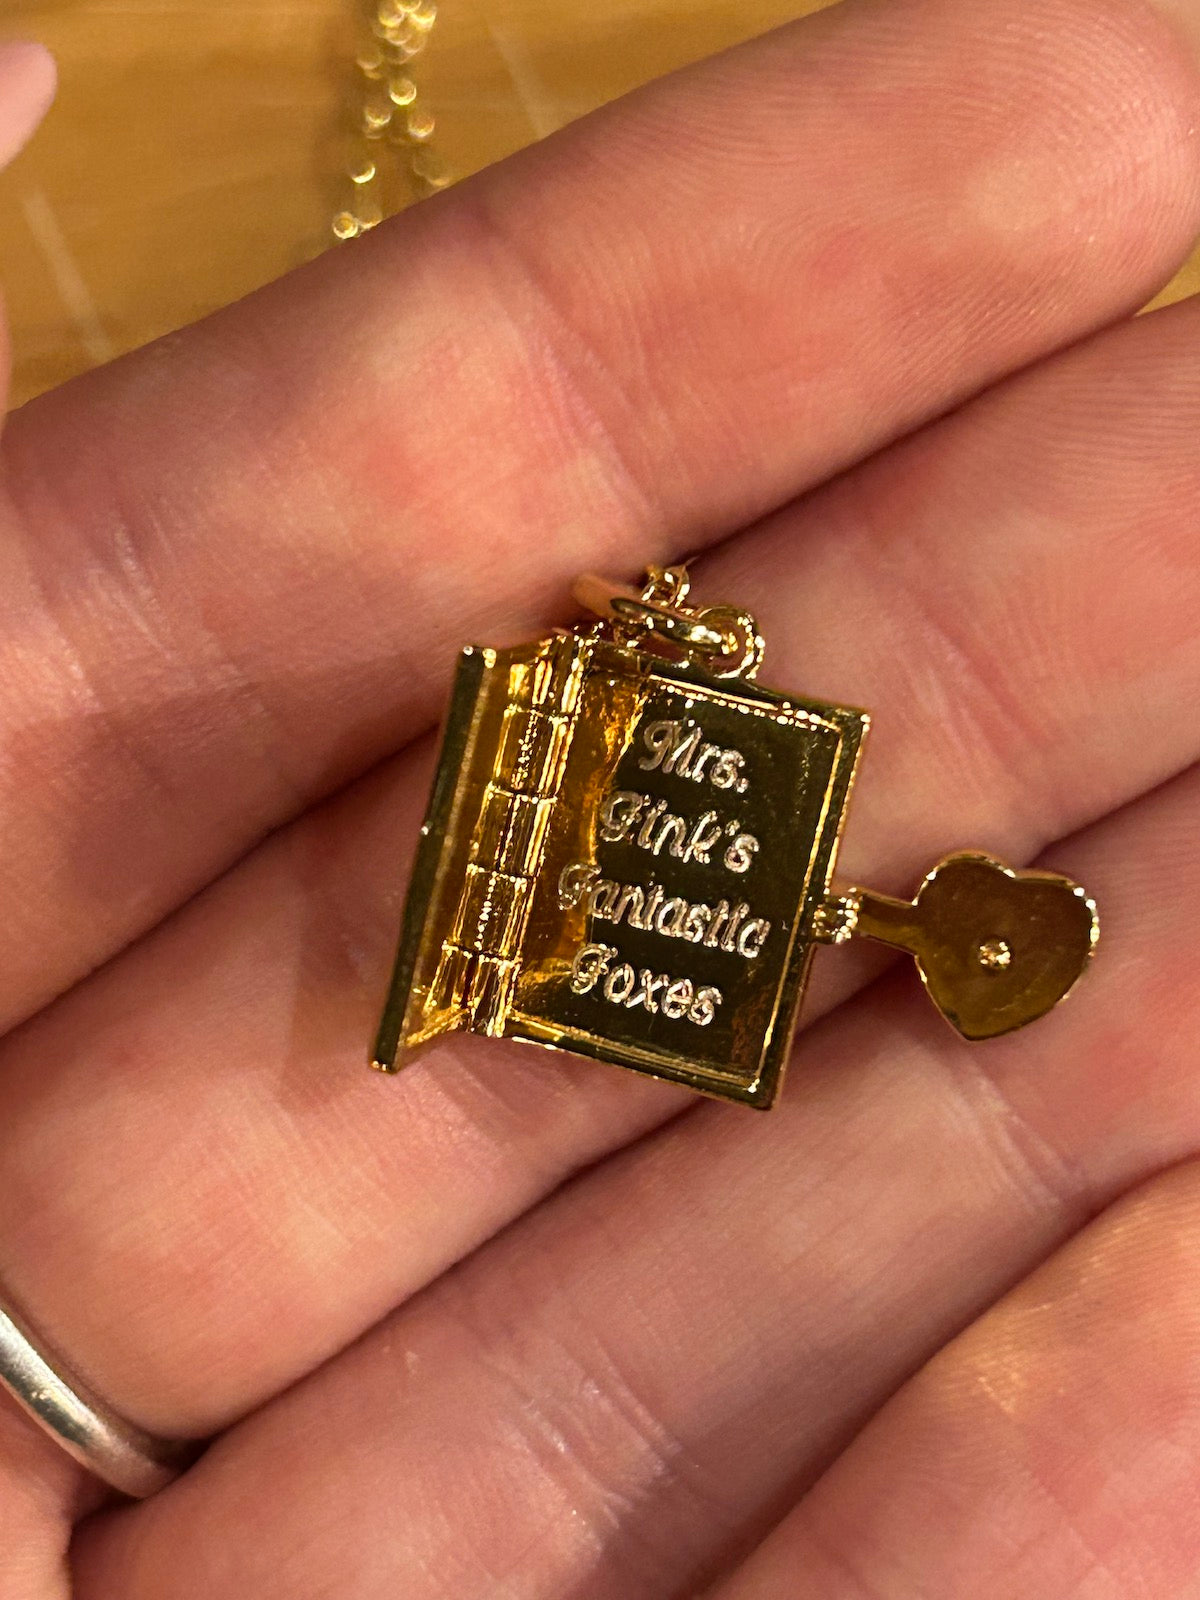 Mrs.
Fink's
Fantastic
Foxes